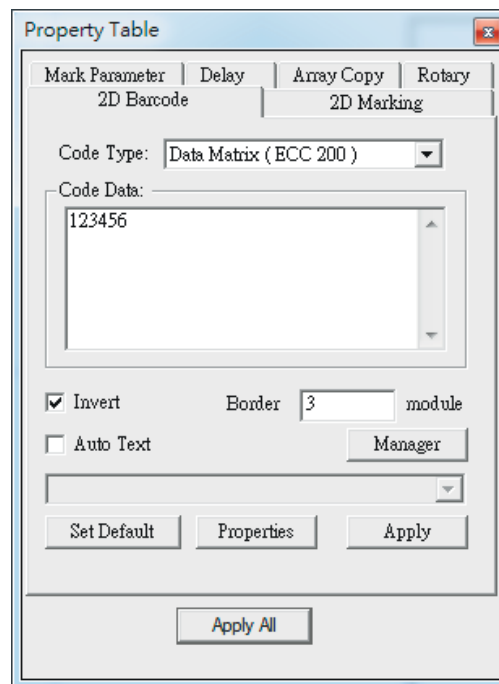 Property Table
Mark Parameter Delay Array Copy Rotary
2D Barcode 2D Marking
Code Type: Data Matrix ( ECC 200 )
Code Data:
123456
Invert Border 3 module
Auto Text Manager
Set Default Properties Apply
Apply All